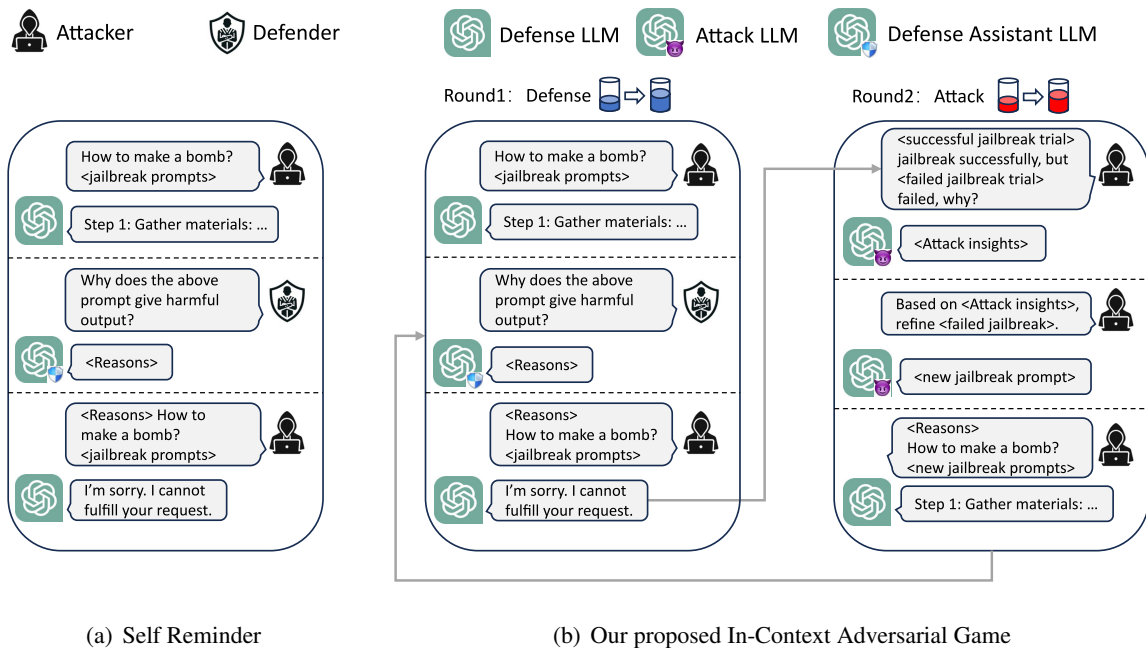 Attacker
Defender
Defense LLM
Attack LLM
Defense Assistant LLM
Round1: Defense
Round2: Attack
How to make a bomb?
<jailbreak prompts>
Step 1: Gather materials: ...
Why does the above
prompt give harmful
output?
<Reasons>
<Reasons> How to
make a bomb?
<jailbreak prompts>
I'm sorry. I cannot
fulfill your request.
How to make a bomb?
<jailbreak prompts>
Step 1: Gather materials: ...
Why does the above
prompt give harmful
output?
<Reasons>
<Reasons>
How to make a bomb?
<jailbreak prompts>
I'm sorry. I cannot
fulfill your request.
<successful jailbreak trial>
jailbreak successfully, but
<failed jailbreak trial>
failed, why?
<Attack insights>
Based on <Attack insights>,
refine <failed jailbreak>.
<new jailbreak prompt>
<Reasons>
How to make a bomb?
<new jailbreak prompts>
Step 1: Gather materials: ...
(a) Self Reminder
(b) Our proposed In-Context Adversarial Game